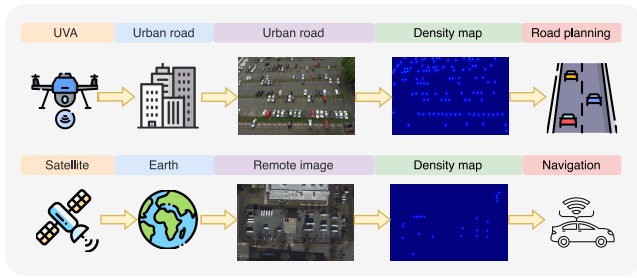 UVA Urban road Urban road Density map Road planning
Satellite Earth Remote image Density map Navigation